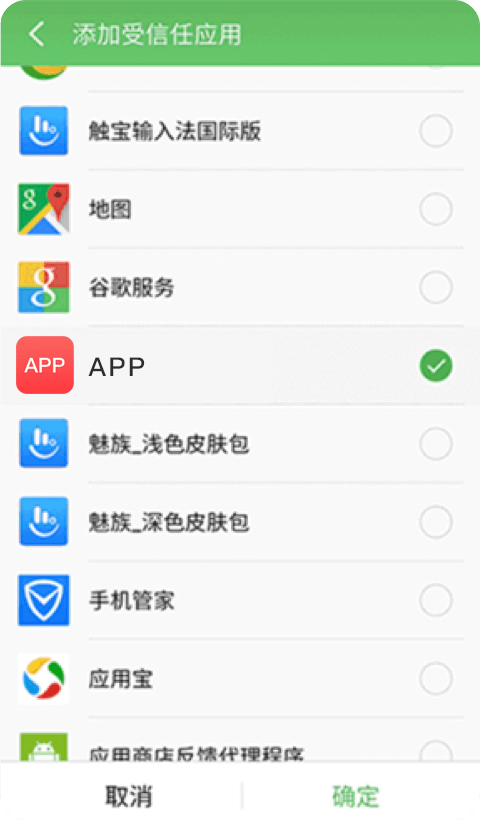 添加受信任应用
触宝输入法国际版
地图
谷歌服务
APP APP
魅族_浅色皮肤包
魅族_深色皮肤包
手机管家
应用宝
应用商店反馈代理程序
取消 确定